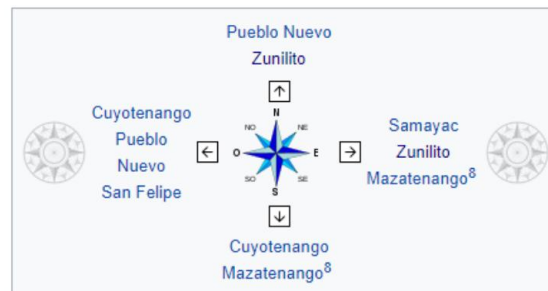 Pueblo Nuevo
Zunilito
N
NO
NE
Cuyotenango
Pueblo
Nuevo
San Felipe
O
E
Samayac
Zunilito
Mazatenango8
SO
SE
S
Cuyotenango
Mazatenango8